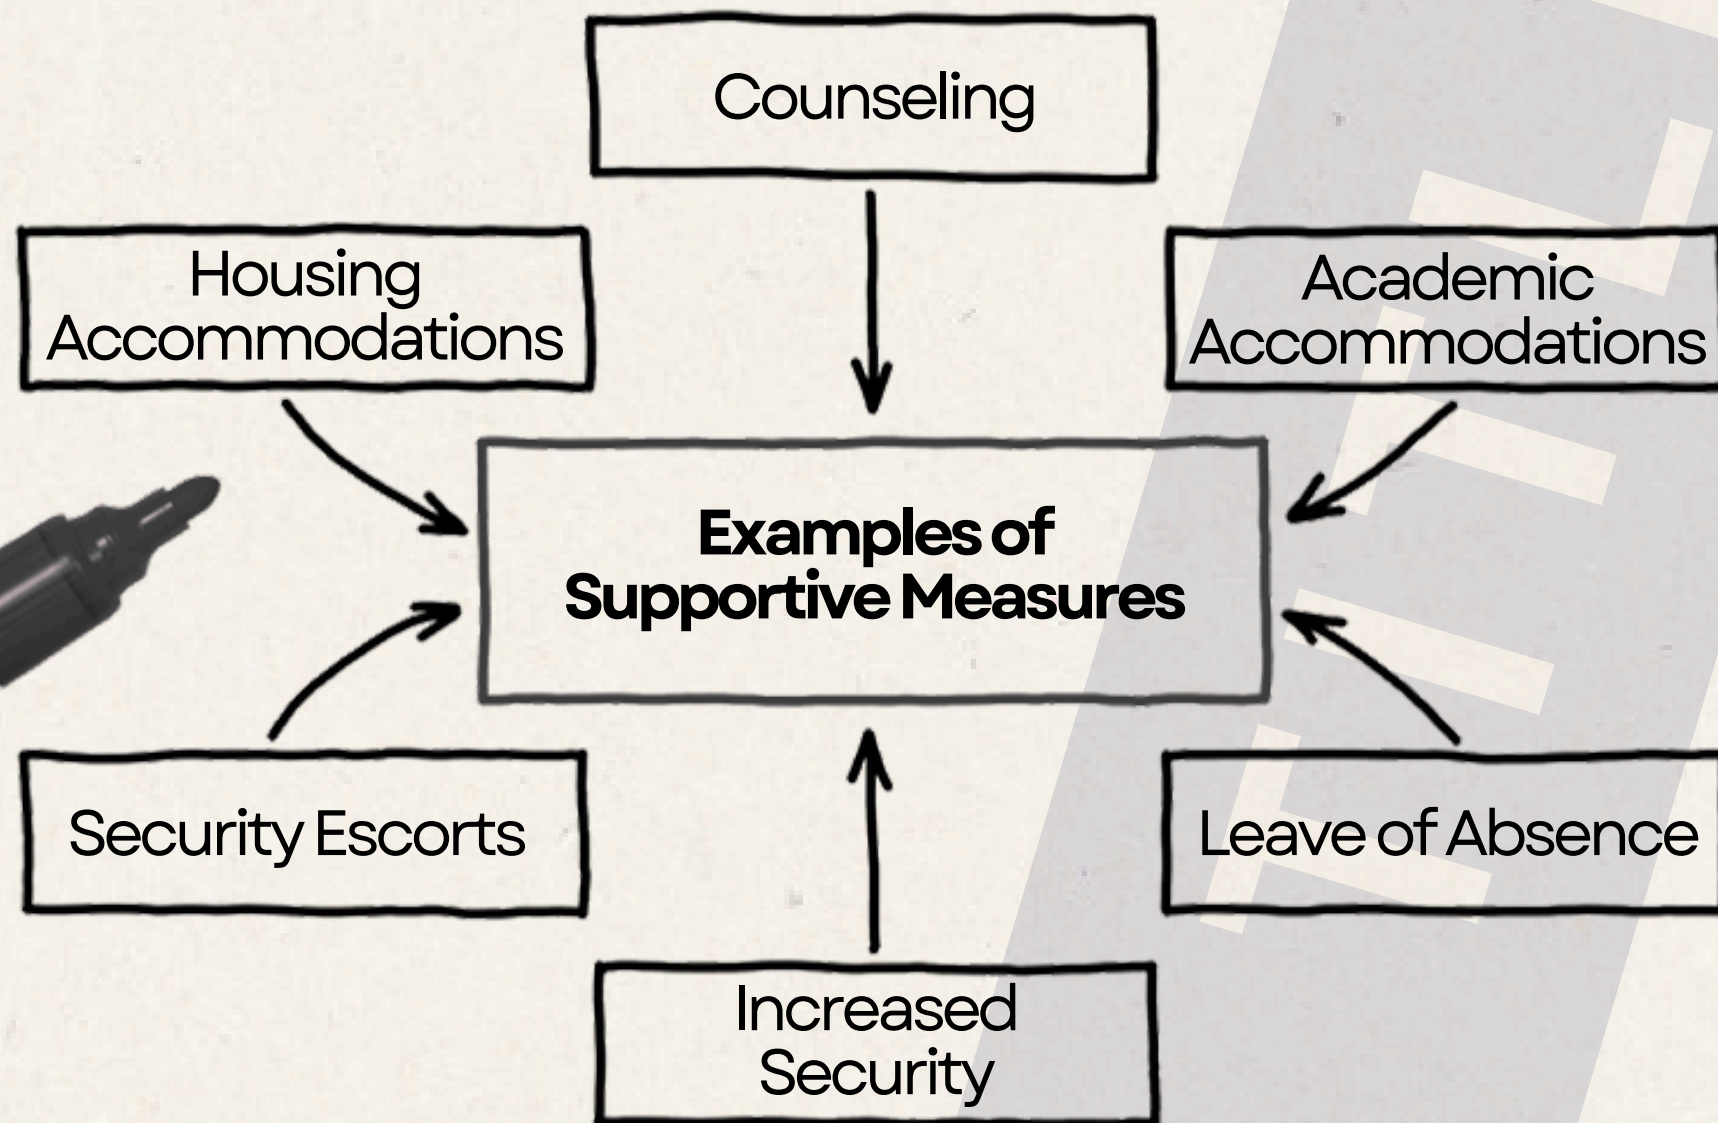 Counseling
Housing
Accommodations
Academic
Accommodations
Examples of
Supportive Measures
Security Escorts
Leave of Absence
Increased
Security